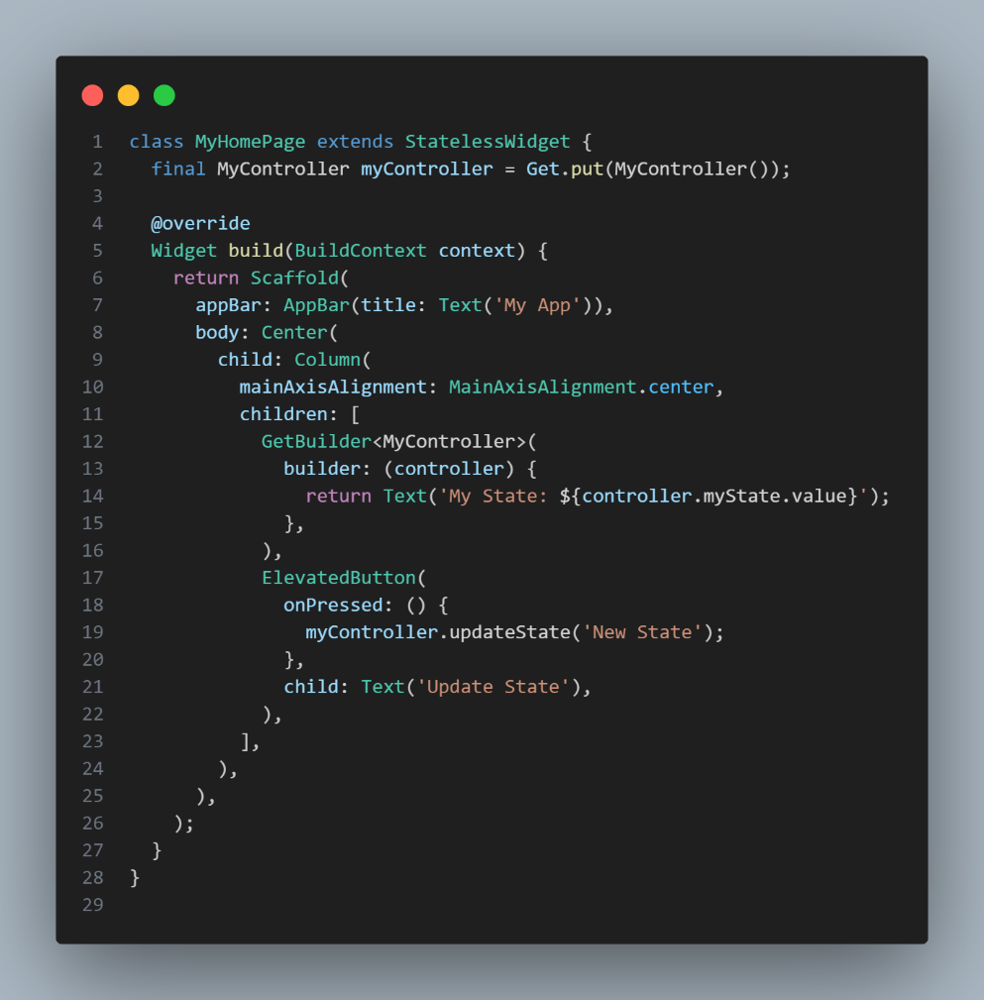 1 class MyHomePage extends StatelessWidget {
2   final MyController myController = Get.put(MyController());
3
4   @override
5   Widget build(BuildContext context) {
6     return Scaffold(
7       appBar: AppBar(title: Text('My App')),
8       body: Center(
9         child: Column(
10           mainAxisAlignment: MainAxisAlignment.center,
11           children: [
12             GetBuilder<MyController>(
13               builder: (controller) {
14                 return Text('My State: ${controller.myState.value}');
15               },
16             ),
17             ElevatedButton(
18               onPressed: () {
19                 myController.updateState('New State');
20               },
21               child: Text('Update State'),
22             ),
23           ],
24         ),
25       ),
26     );
27   }
28 }
29